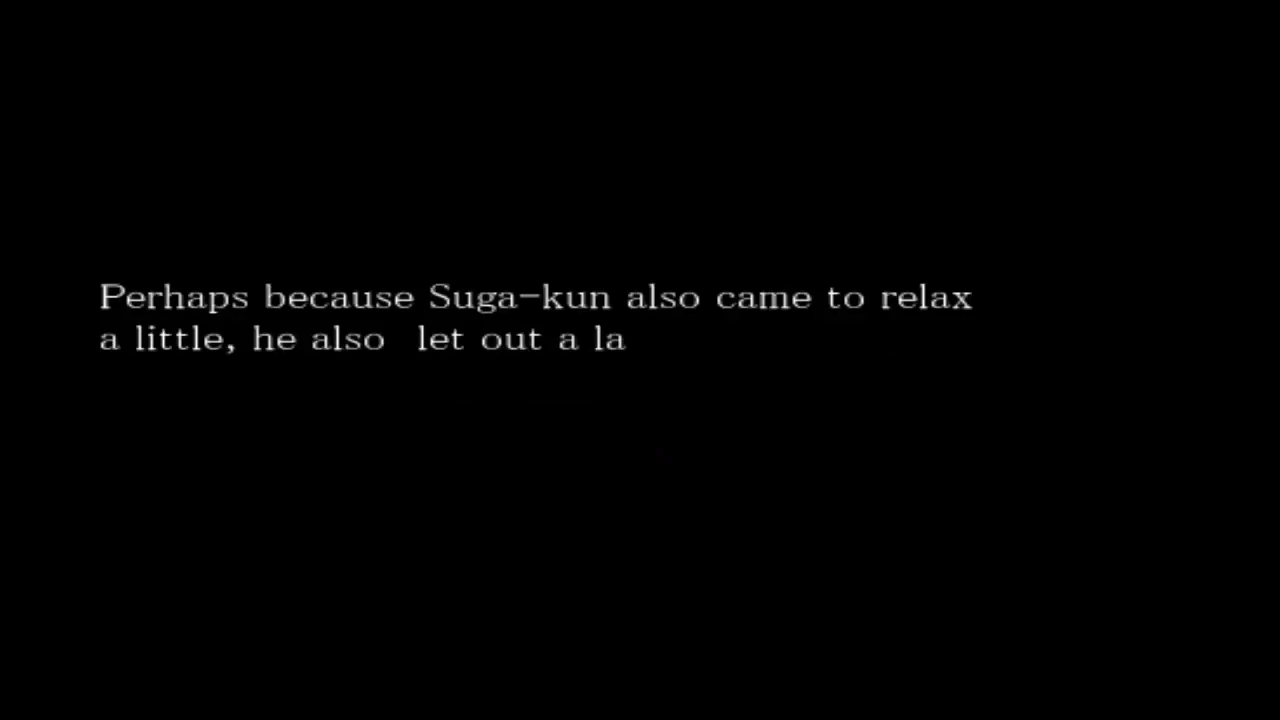 Perhaps because Suga-kun also came to relax
a little, he also  let out a la